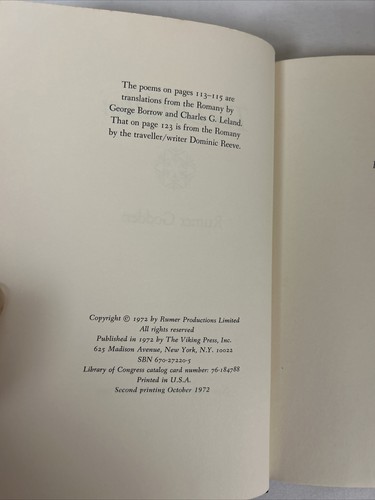 The poems on pages 113–115 are
translations from the Romany by
George Borrow and Charles G. Leland.
That on page 123 is from the Romany
by the traveller/writer Dominic Reeve.
Copyright © 1972 by Rumer Productions Limited
All rights reserved
Published in 1972 by The Viking Press, Inc.
625 Madison Avenue, New York, N.Y. 10022
SBN 670-27220-5
Library of Congress catalog card number: 76-184788
Printed in U.S.A.
Second printing October 1972